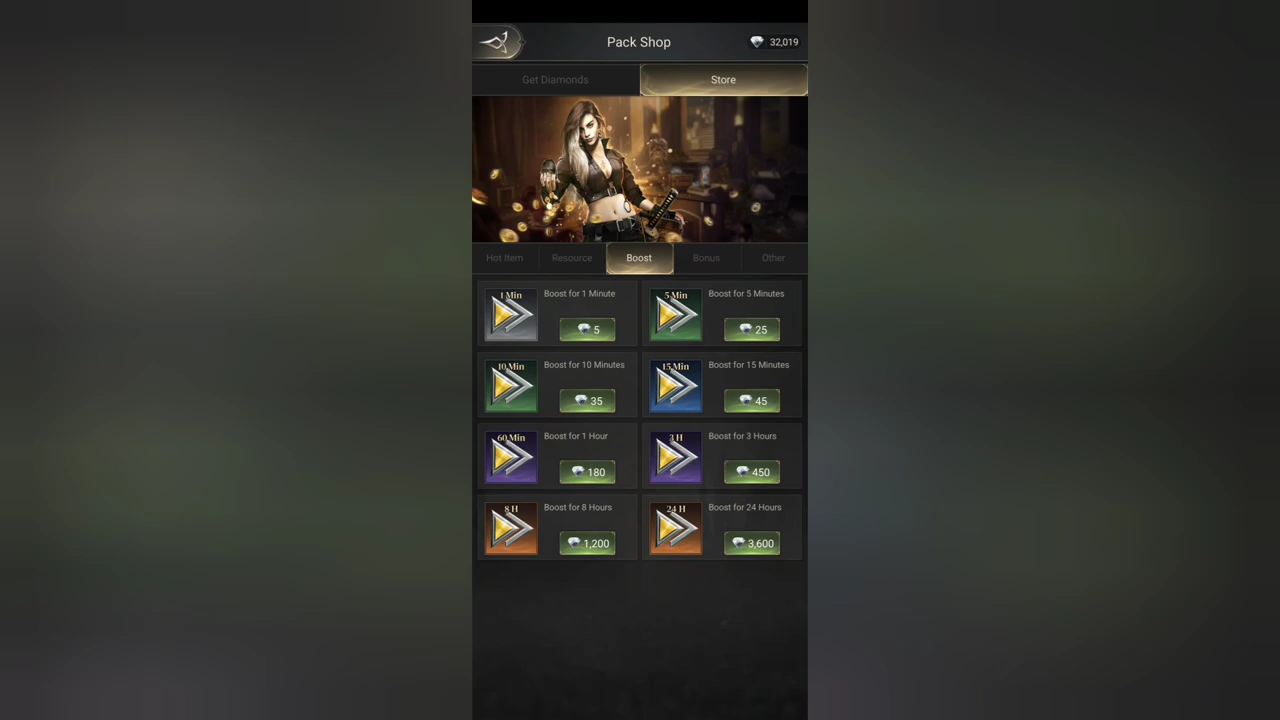 Pack Shop
32,019
Get Diamonds
Store
Hot Item
Resource
Boost
Bonus
Other
1 Min
Boost for 1 Minute
5
5 Min
Boost for 5 Minutes
25
10 Min
Boost for 10 Minutes
35
15 Min
Boost for 15 Minutes
45
60 Min
Boost for 1 Hour
180
3 H
Boost for 3 Hours
450
8 H
Boost for 8 Hours
1,200
24 H
Boost for 24 Hours
3,600